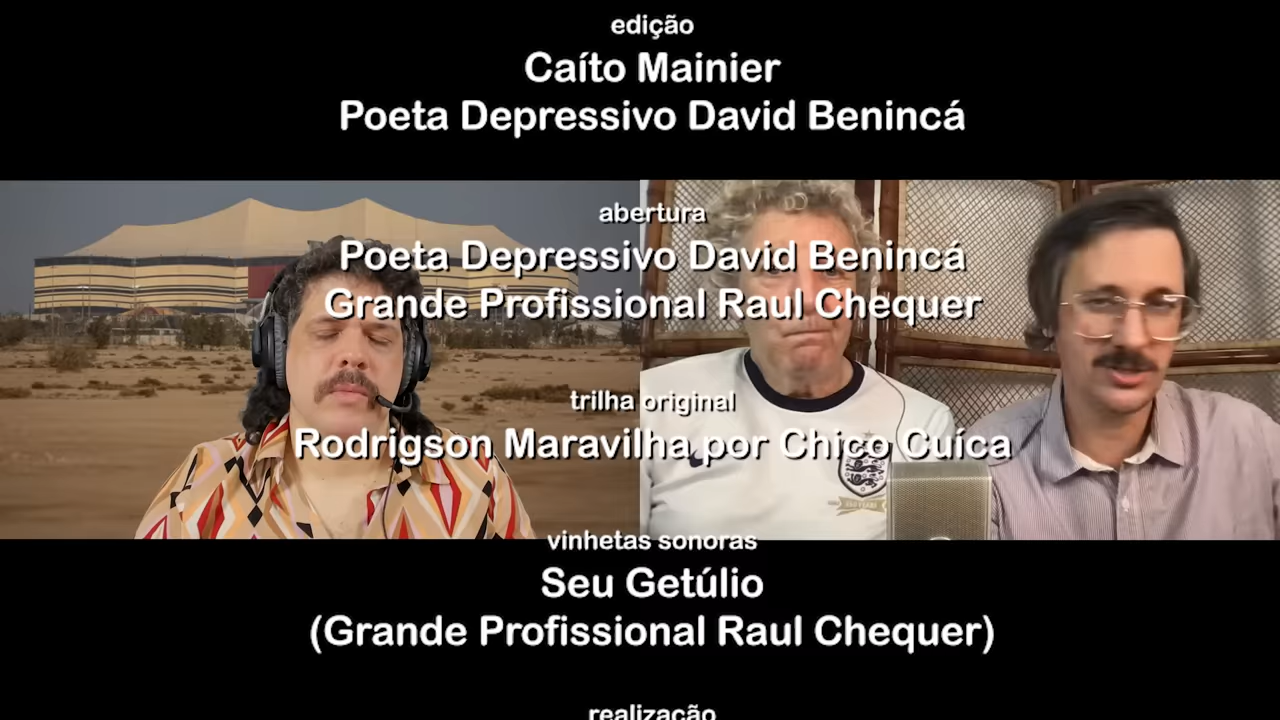 edição
Caíto Mainier
Poeta Depressivo David Benincá
abertura
Poeta Depressivo David Benincá
Grande Profissional Raul Chequer
trilha original
Rodrigson Maravilha por Chico Cuíca
vinhetas sonoras
Seu Getúlio
(Grande Profissional Raul Chequer)
realização